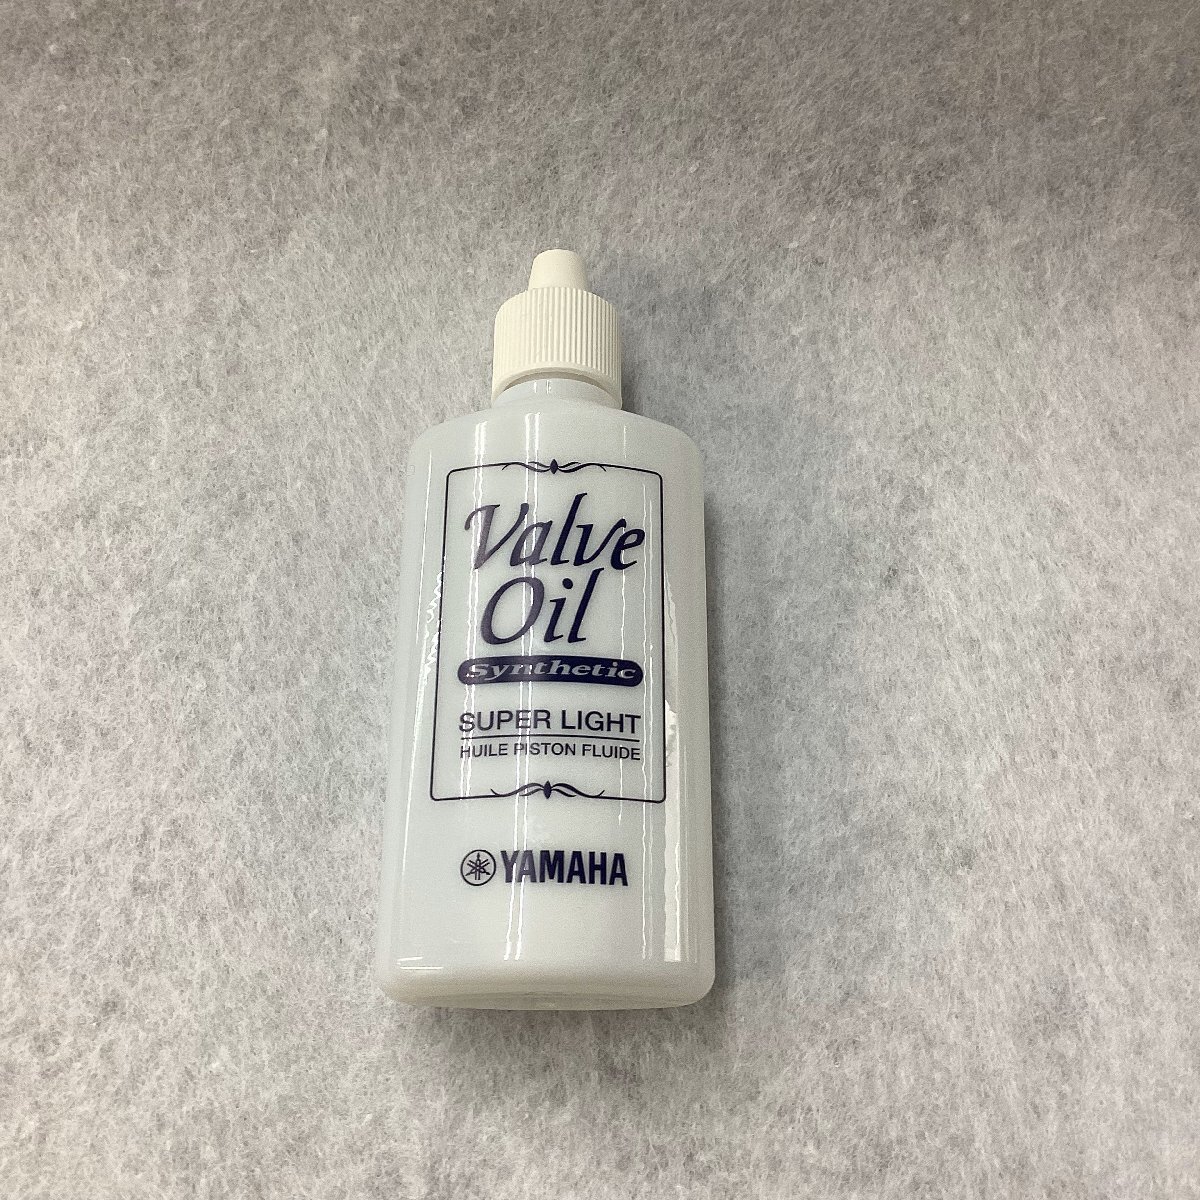 Valve
Oil
Synthetic
SUPER LIGHT
HUILE PISTON FLUIDE
YAMAHA